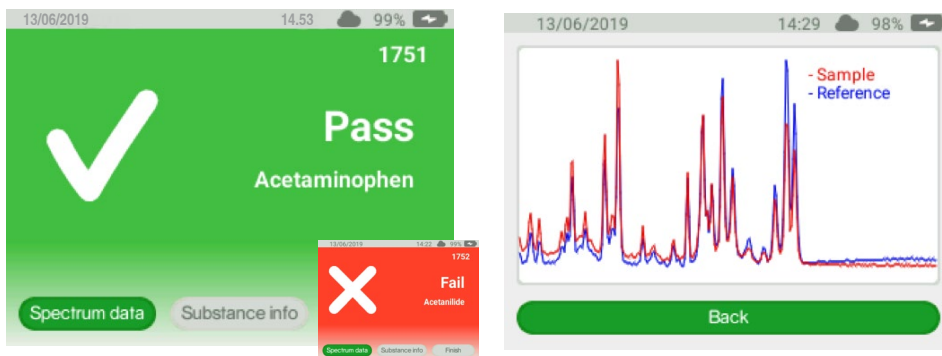 13/06/2019 14.53 99%
1751
Pass
Acetaminophen
Spectrum data Substance info
13/06/2019 14:22 99%
1752
Fail
Acetanilide
Spectrum data Substance info Finish
13/06/2019 14:29 98%
- Sample
- Reference
Back